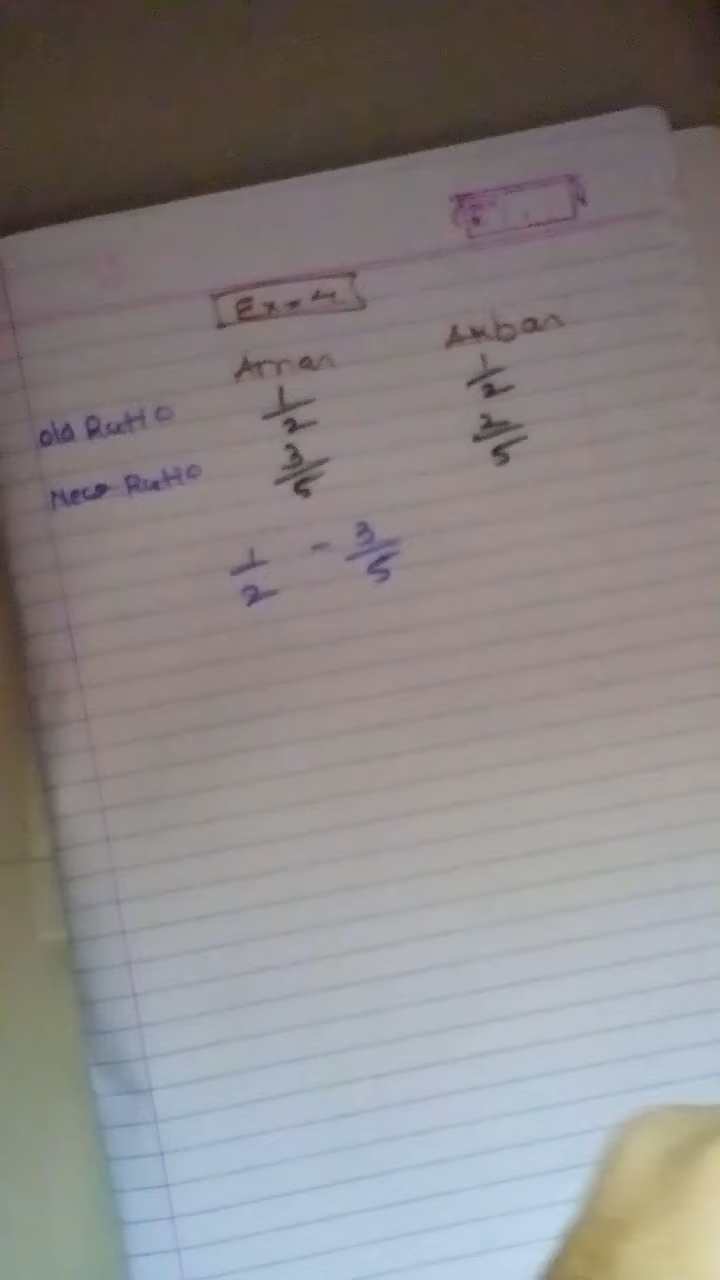 Ex-4
Arran Akbar
Old Ratio 1/2 1/2
New Ratio 3/5 2/5
1/2 - 3/5